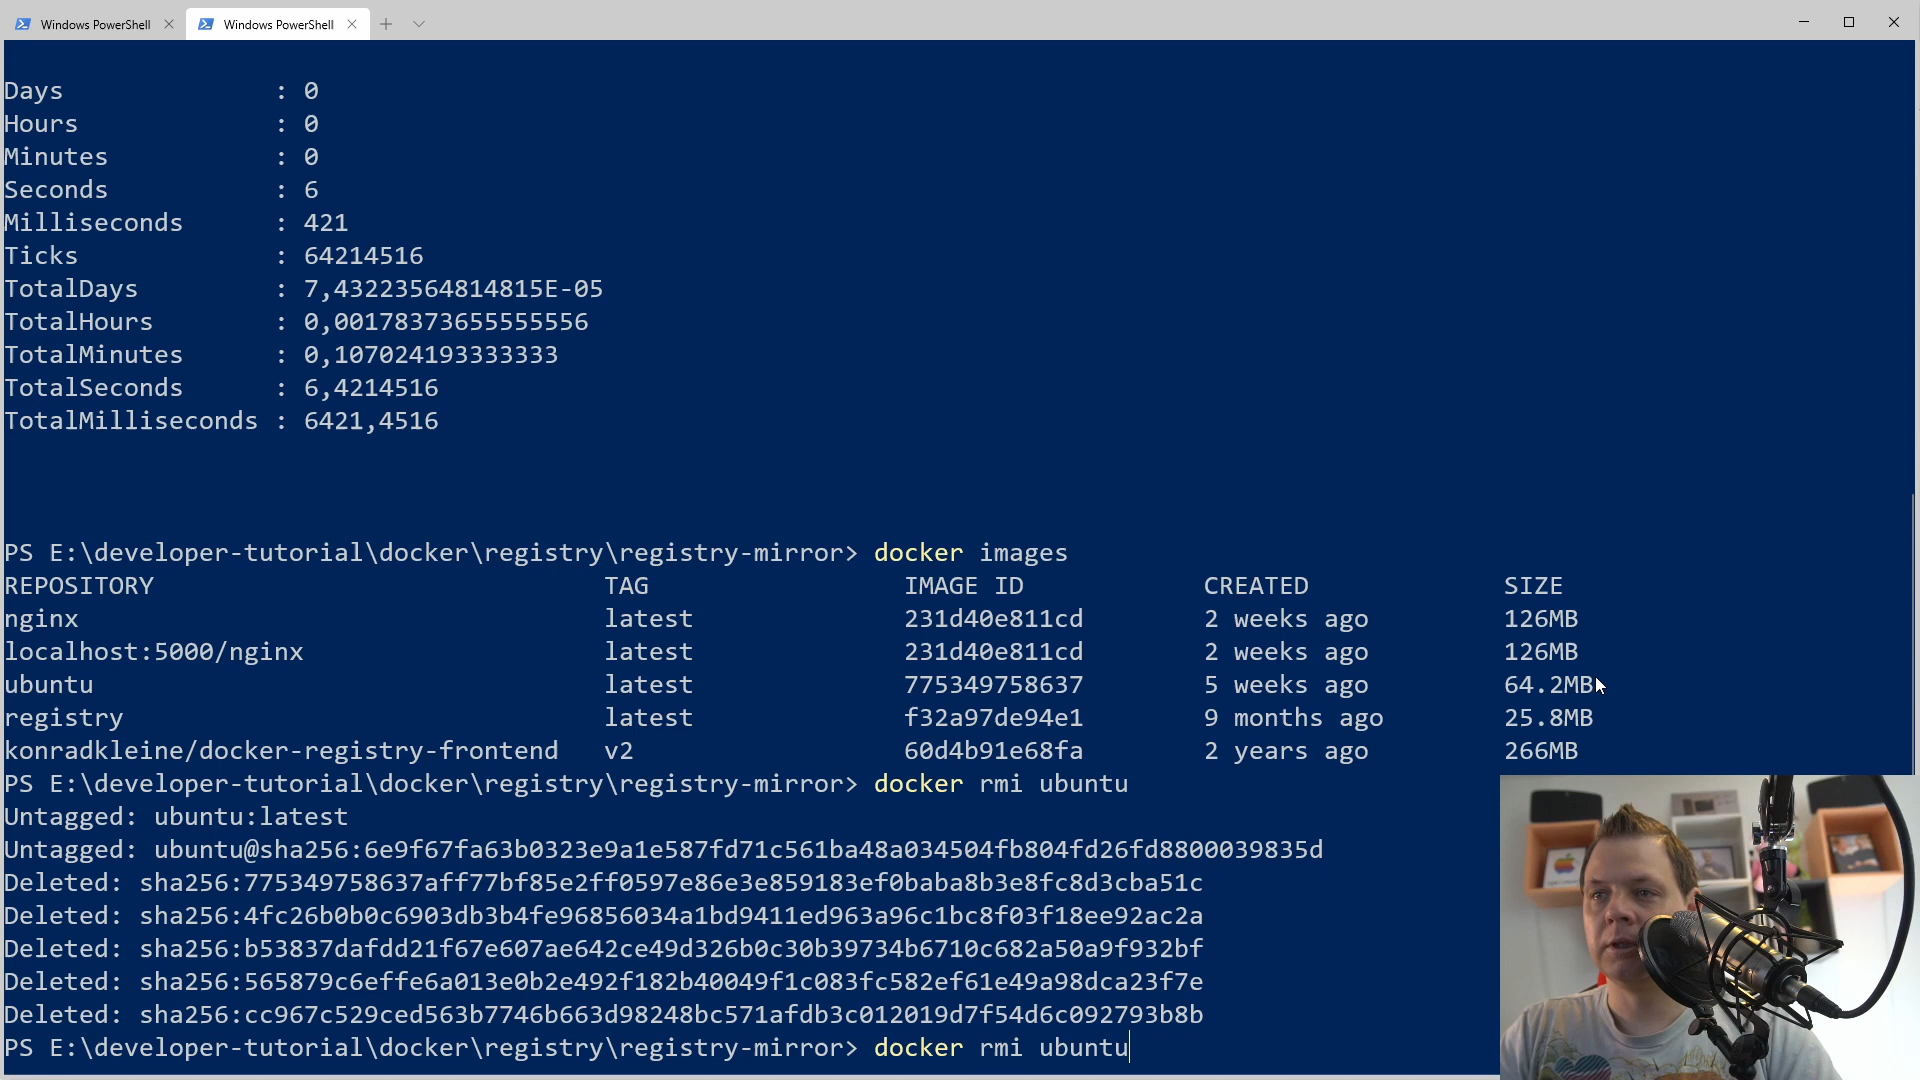 Windows PowerShell
Windows PowerShell
Days : 0
Hours : 0
Minutes : 0
Seconds : 6
Milliseconds : 421
Ticks : 64214516
TotalDays : 7,43223564814815E-05
TotalHours : 0,00178373655555556
TotalMinutes : 0,107024193333333
TotalSeconds : 6,4214516
TotalMilliseconds : 6421,4516
PS E:\developer-tutorial\docker\registry\registry-mirror> docker images
REPOSITORY TAG IMAGE ID CREATED SIZE
nginx latest 231d40e811cd 2 weeks ago 126MB
localhost:5000/nginx latest 231d40e811cd 2 weeks ago 126MB
ubuntu latest 775349758637 5 weeks ago 64.2MB
registry latest f32a97de94e1 9 months ago 25.8MB
konradkleine/docker-registry-frontend v2 60d4b91e68fa 2 years ago 266MB
PS E:\developer-tutorial\docker\registry\registry-mirror> docker rmi ubuntu
Untagged: ubuntu:latest
Untagged: ubuntu@sha256:6e9f67fa63b0323e9a1e587fd71c561ba48a034504fb804fd26fd8800039835d
Deleted: sha256:775349758637aff77bf85e2ff0597e86e3e859183ef0baba8b3e8fc8d3cba51c
Deleted: sha256:4fc26b0b0c6903db3b4fe96856034a1bd9411ed963a96c1bc8f03f18ee92ac2a
Deleted: sha256:b53837dafdd21f67e607ae642ce49d326b0c30b39734b6710c682a50a9f932bf
Deleted: sha256:565879c6effe6a013e0b2e492f182b40049f1c083fc582ef61e49a98dca23f7e
Deleted: sha256:cc967c529ced563b7746b663d98248bc571afdb3c012019d7f54d6c092793b8b
PS E:\developer-tutorial\docker\registry\registry-mirror> docker rmi ubuntu